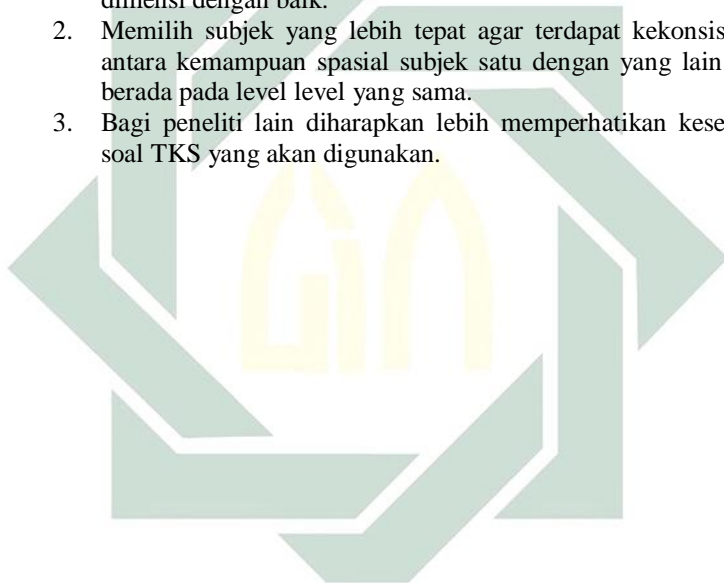 dimensi dengan baik.
2. Memilih subjek yang lebih tepat agar terdapat kekonsis
antara kemampuan spasial subjek satu dengan yang lain
berada pada level level yang sama.
3. Bagi peneliti lain diharapkan lebih memperhatikan kese
soal TKS yang akan digunakan.